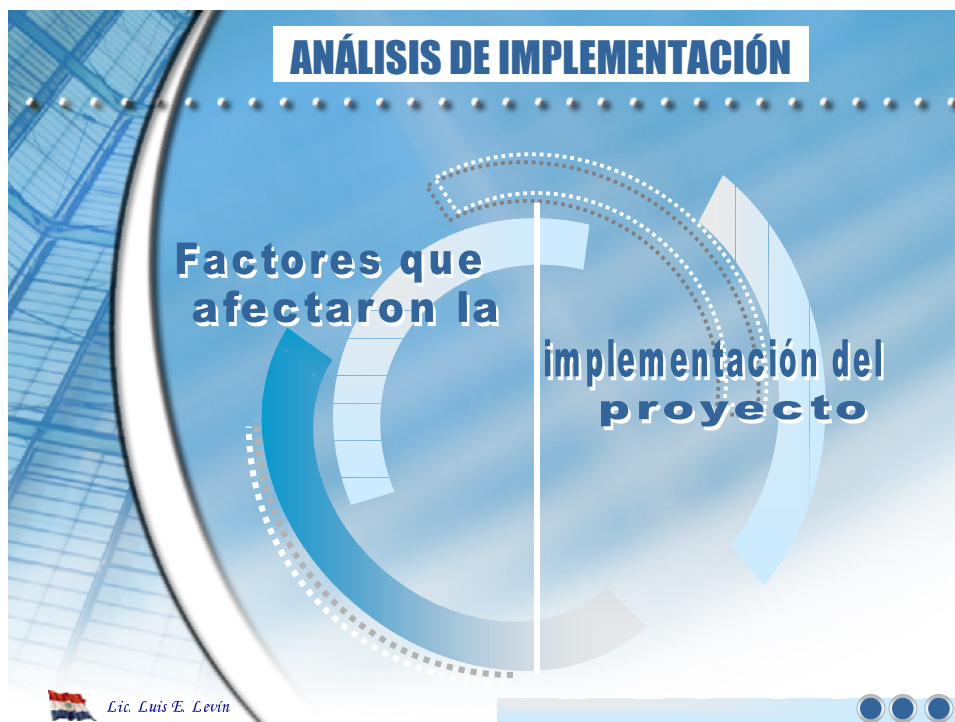 ANÁLISIS DE IMPLEMENTACIÓN
Factores que
afectaron la
implementación del
proyecto
Lic. Luis E. Levín